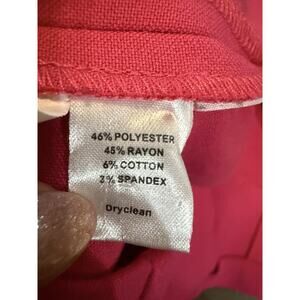 46% POLYESTER
45% RAYON
6% COTTON
3% SPANDEX
Dryclean